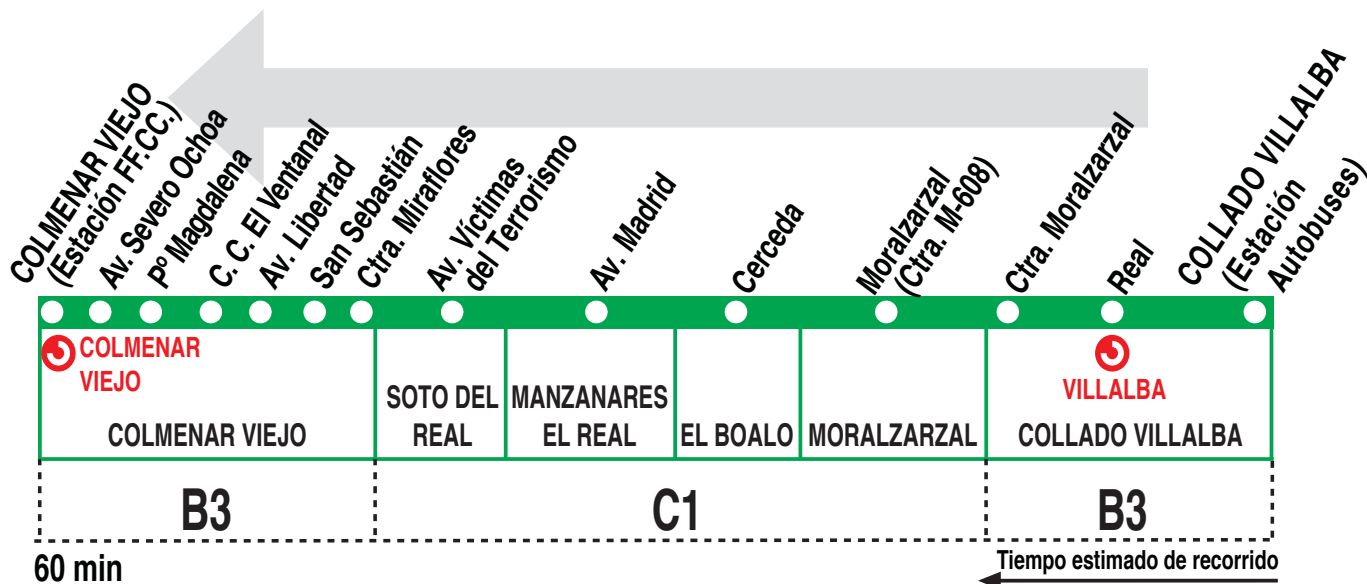 COLMENAR VIEJO
(Estación FF.CC.)
Av. Severo Ochoa
Pº Magdalena
C. C. El Ventanal
Av. Libertad
San Sebastián
Ctra. Miraflores
Av. Víctimas
del Terrorismo
Av. Madrid
Cerceda
Moralzarzal
(Ctra. M-608)
Ctra. Moralzarzal
Real
COLLADO VILLALBA
(Estación
Autobuses)
COLMENAR
VIEJO
VILLALBA
COLMENAR VIEJO
SOTO DEL
REAL
MANZANARES
EL REAL
EL BOALO
MORALZARZAL
COLLADO VILLALBA
B3
C1
B3
60 min
Tiempo estimado de recorrido